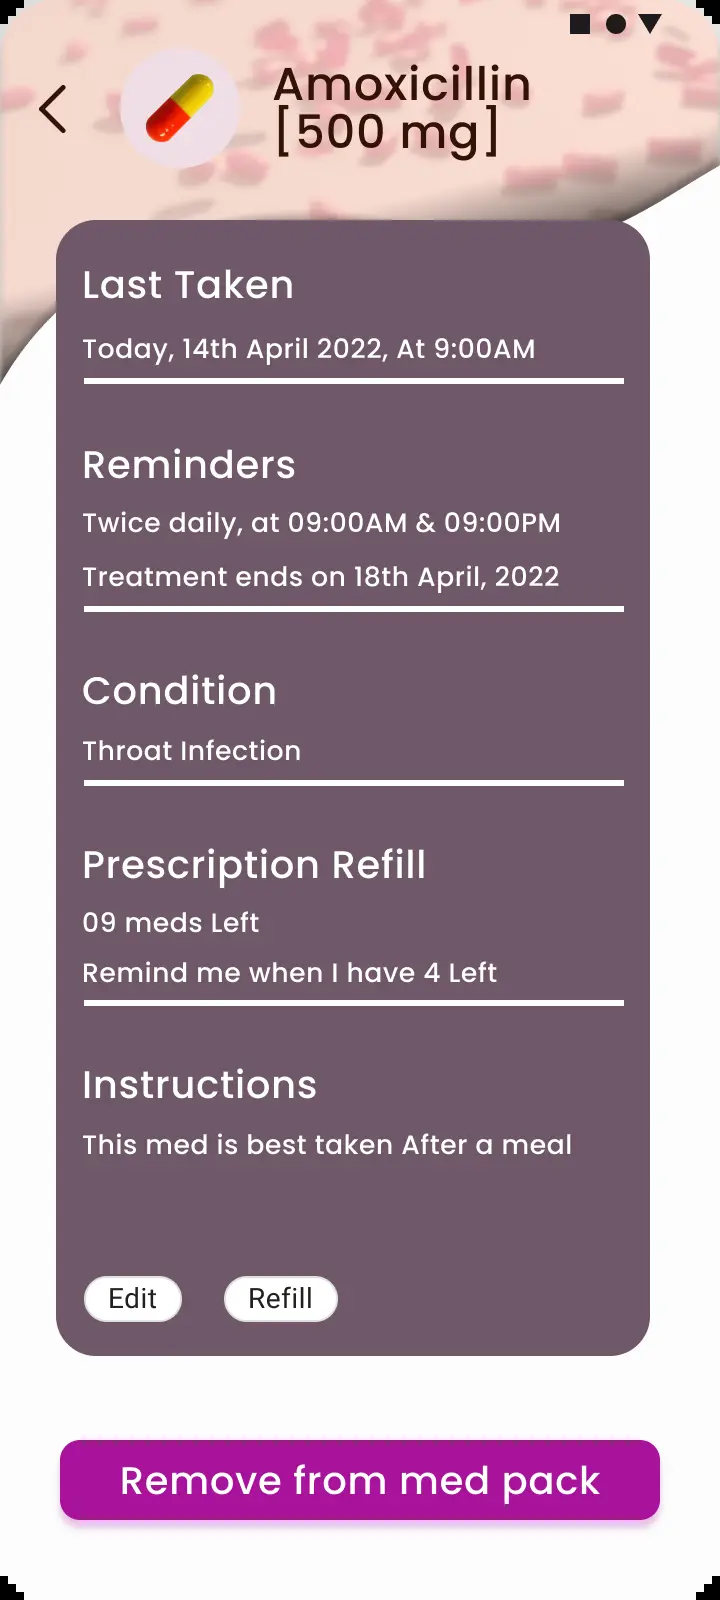 Amoxicillin
[500 mg]
Last Taken
Today, 14th April 2022, At 9:00AM
Reminders
Twice daily, at 09:00AM & 09:00PM
Treatment ends on 18th April, 2022
Condition
Throat Infection
Prescription Refill
09 meds Left
Remind me when I have 4 Left
Instructions
This med is best taken After a meal
Edit
Refill
Remove from med pack